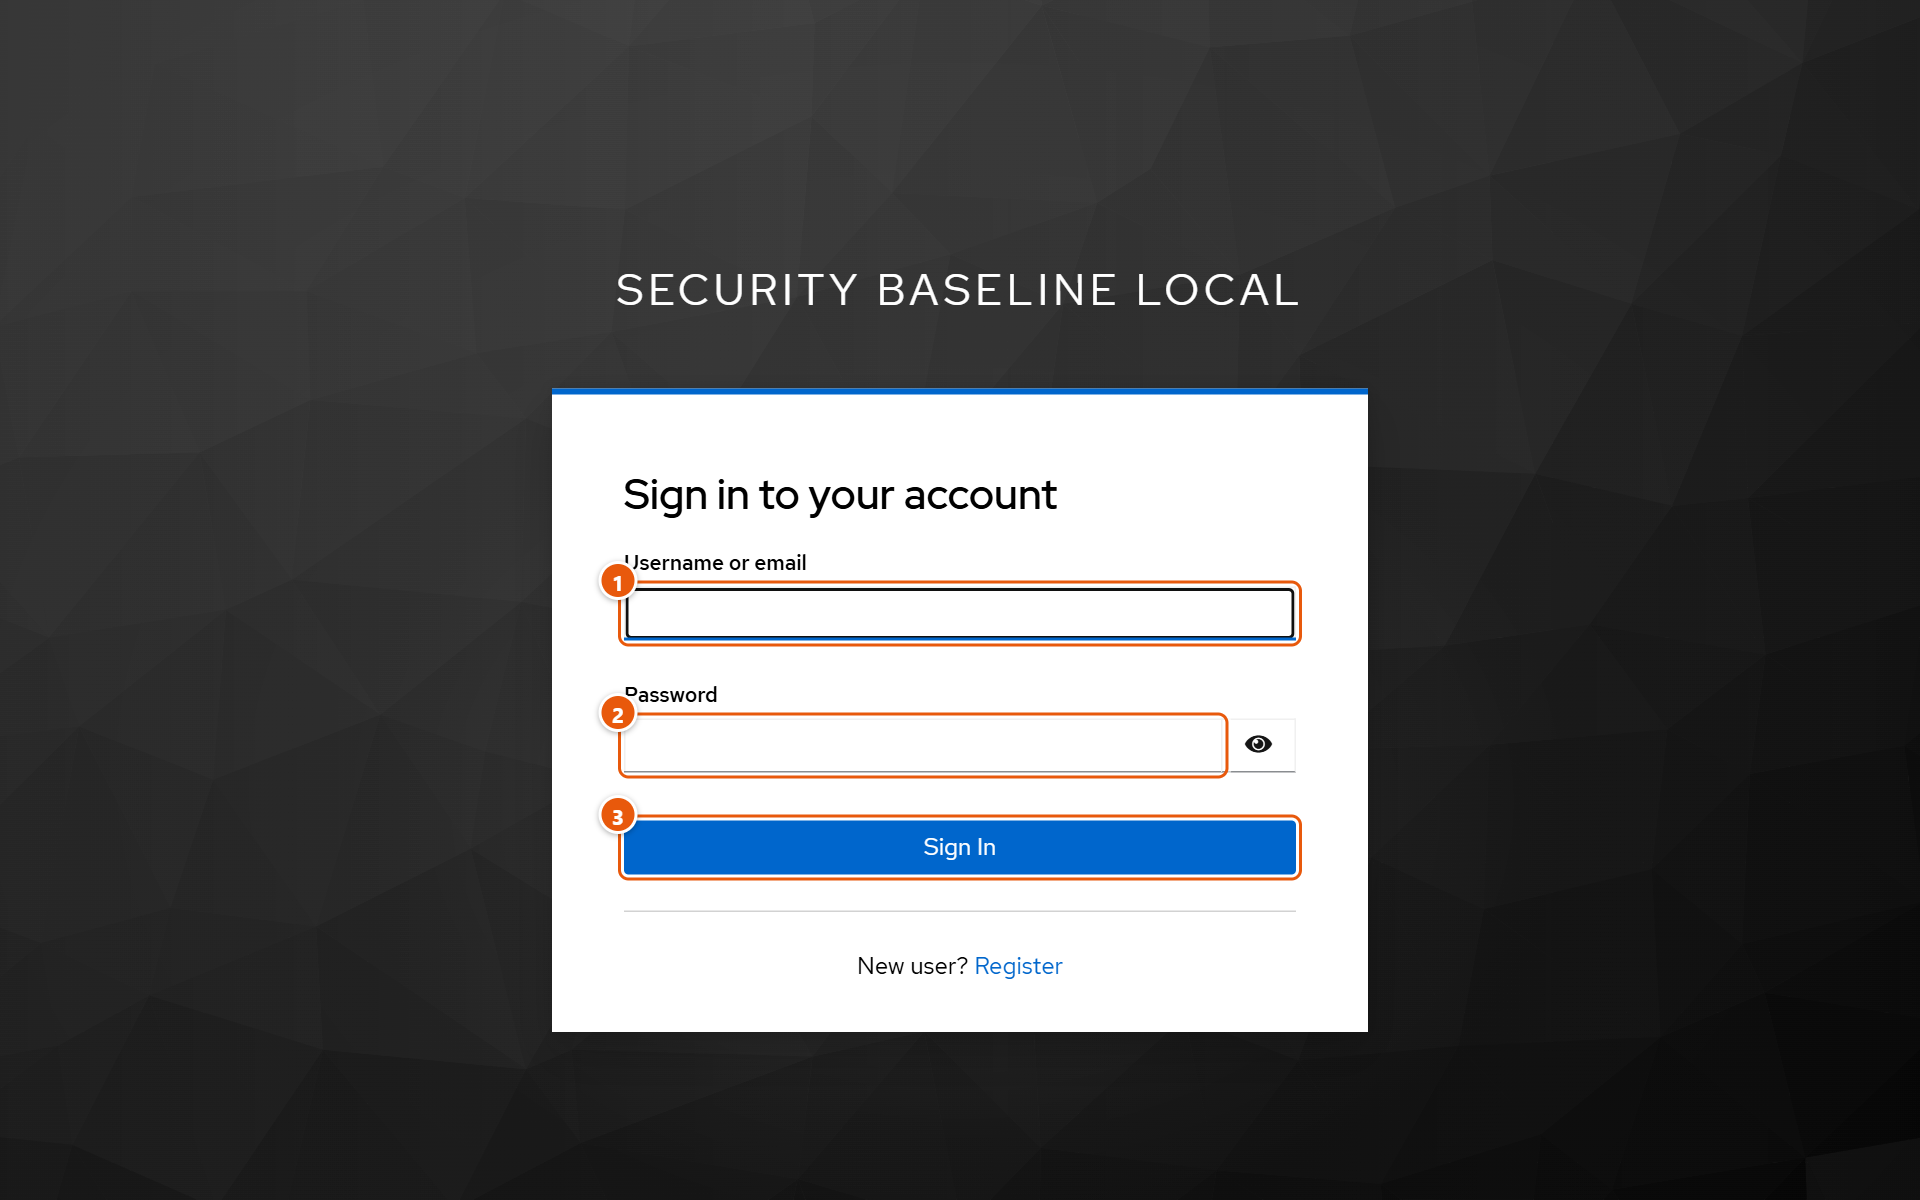 SECURITY BASELINE LOCAL
Sign in to your account
Username or email
1
Password
2
3
Sign In
New user? Register